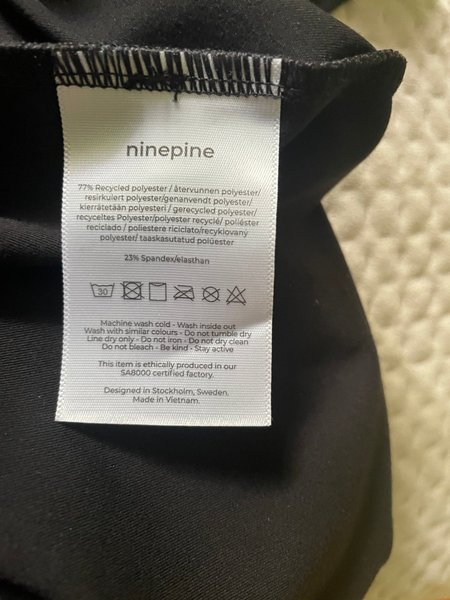 ninepine
77% Recycled polyester / återvunnen polyester/
resirkulert polyester/genanvendt polyester/
kierrätetään polyesteri / gerecycled polyester/
recyceltes Polyester/polyester recyclé/ poliéster
reciclado / poliestere riciclato/recyklovaný
polyester/ taaskasutatud polüester
23% Spandex/elasthan
30
Machine wash cold - Wash inside out
Wash with similar colours - Do not tumble dry
Line dry only - Do not iron - Do not dry clean
Do not bleach - Be kind - Stay active
This item is ethically produced in our
SA8000 certified factory.
Designed in Stockholm, Sweden.
Made in Vietnam.